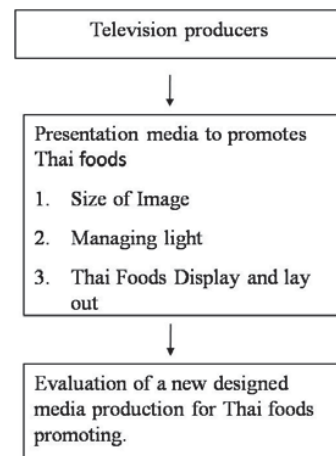 Television producers
Presentation media to promotes
Thai foods
1. Size of Image
2. Managing light
3. Thai Foods Display and lay
out
Evaluation of a new designed
media production for Thai foods
promoting.